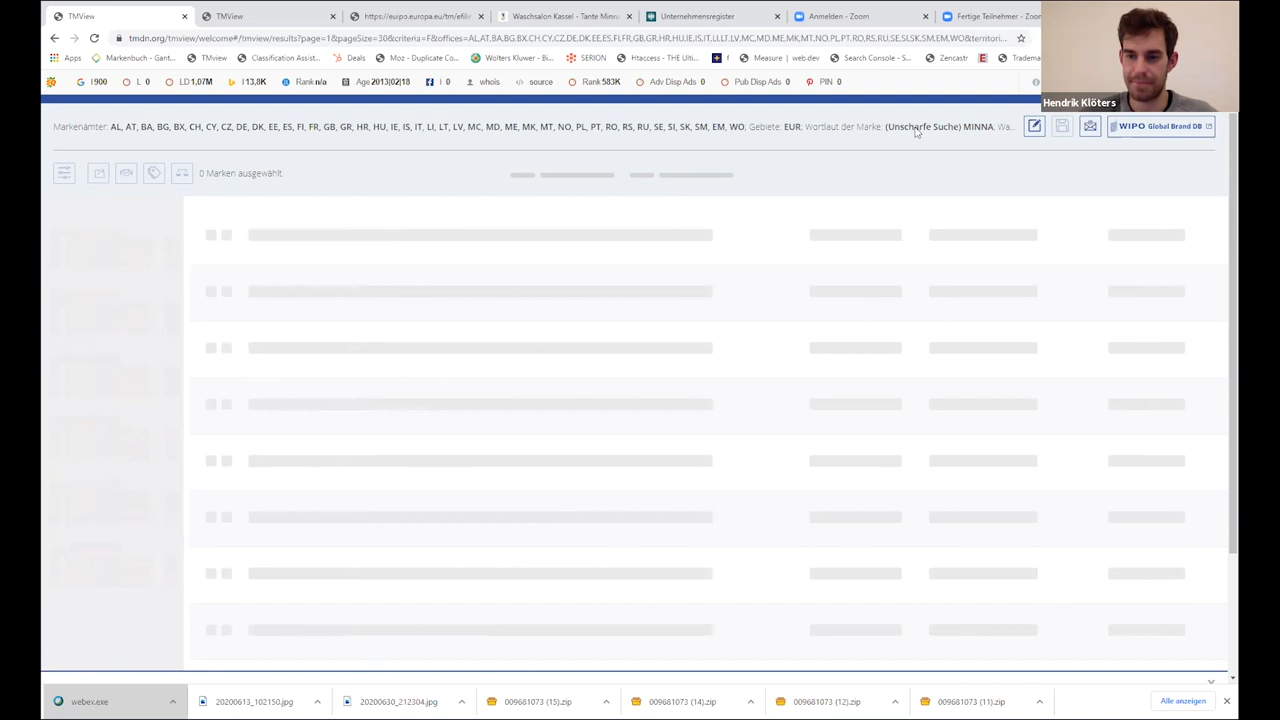 TMView
TMView
https://euipo.europa.eu/tm/efilin
Waschsalon Kassel - Tante Minna
Unternehmensregister
Anmelden - Zoom
Fertige Teilnehmer - Zoom
tmdn.org/tmview/welcome#/tmview/results?page=1&pageSize=30&criteria=F&offices=AL,AT,BA,BG,BX,CH,CY,CZ,DE,DK,EE,ES,FI,FR,GB,GR,HR,HU,IE,IS,IT,LI,LT,LV,MC,MD,ME,MK,MT,NO,PL,PT,RO,RS,RU,SE,SI,SK,SM,EM,WO&territori...
Apps
Markenbuch - Gant...
TMview
Classification Assist...
Deals
Moz - Duplicate Co...
Wolters Kluwer - Bi...
SERION
Htaccess - THE Ulti...
f
Measure | web.dev
Search Console - S...
Zencastr
Tradema
I 900
L 0
LD 1,07M
I 13,8K
Rank n/a
Age 2013|02|18
I 0
whois
source
Rank 583K
Adv Disp Ads 0
Pub Disp Ads 0
PIN 0
Hendrik Klöters
Markenämter: AL, AT, BA, BG, BX, CH, CY, CZ, DE, DK, EE, ES, FI, FR, GB, GR, HR, HU, IE, IS, IT, LI, LT, LV, MC, MD, ME, MK, MT, NO, PL, PT, RO, RS, RU, SE, SI, SK, SM, EM, WO, Gebiete: EUR, Wortlaut der Marke: (Unscharfe Suche) MINNA, Wa...
WIPO Global Brand DB
0 Marken ausgewählt
webex.exe
20200613_102150.jpg
20200630_212304.jpg
009681073 (15).zip
009681073 (14).zip
009681073 (12).zip
009681073 (11).zip
Alle anzeigen